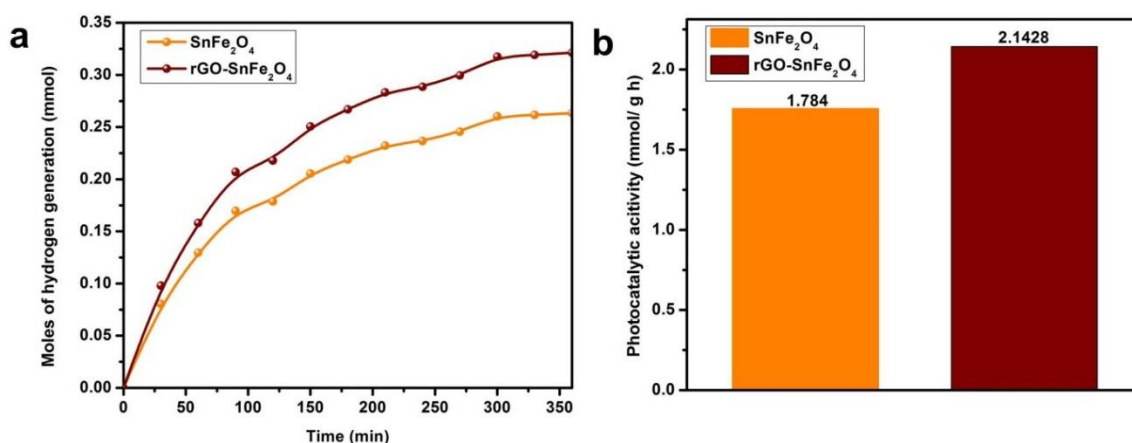 a
Moles of hydrogen generation (mmol)
0.35
0.30
0.25
0.20
0.15
0.10
0.05
0.00
SnFe₂O₄
rGO-SnFe₂O₄
0 50 100 150 200 250 300 350
Time (min)
b
Photocatalytic acitivity (mmol/ g h)
2.0
1.5
1.0
0.5
0.0
SnFe₂O₄
rGO-SnFe₂O₄
1.784
2.1428